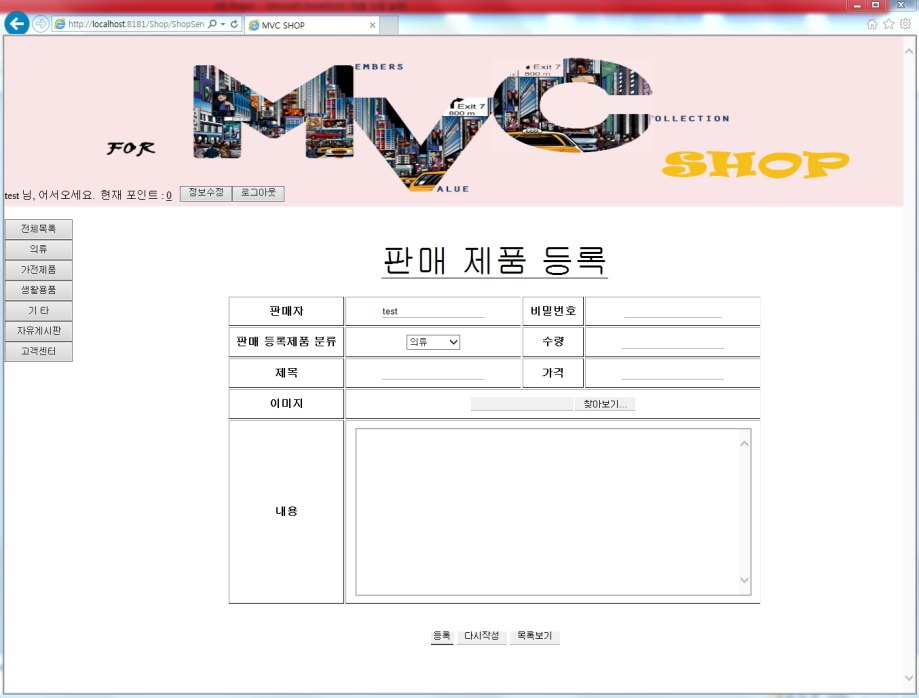 http://localhost:8181/Shop/ShopSen
MVC SHOP
EMBERS
Exit 7
800 m
Exit 7
800 m
OLLECTION
FOR
SHOP
ALUE
test 님, 어서오세요. 현재 포인트 : 0 정보수정 로그아웃
전체목록
의류
가전제품
생활용품
기 타
자유게시판
고객센터
판매 제품 등록
판매자 test 비밀번호
판매 등록제품 분류 의류 수량
제목 가격
이미지 찾아보기...
내용
등록 다시작성 목록보기